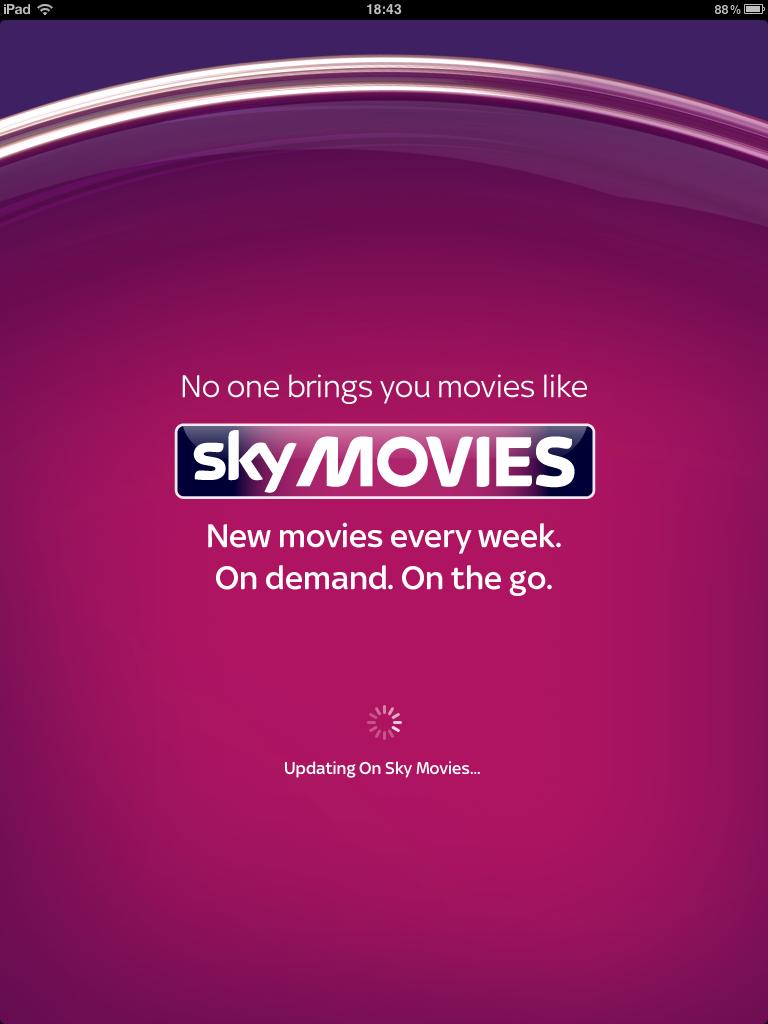 iPad 18:43 88%
No one brings you movies like
sky MOVIES
New movies every week.
On demand. On the go.
Updating On Sky Movies...